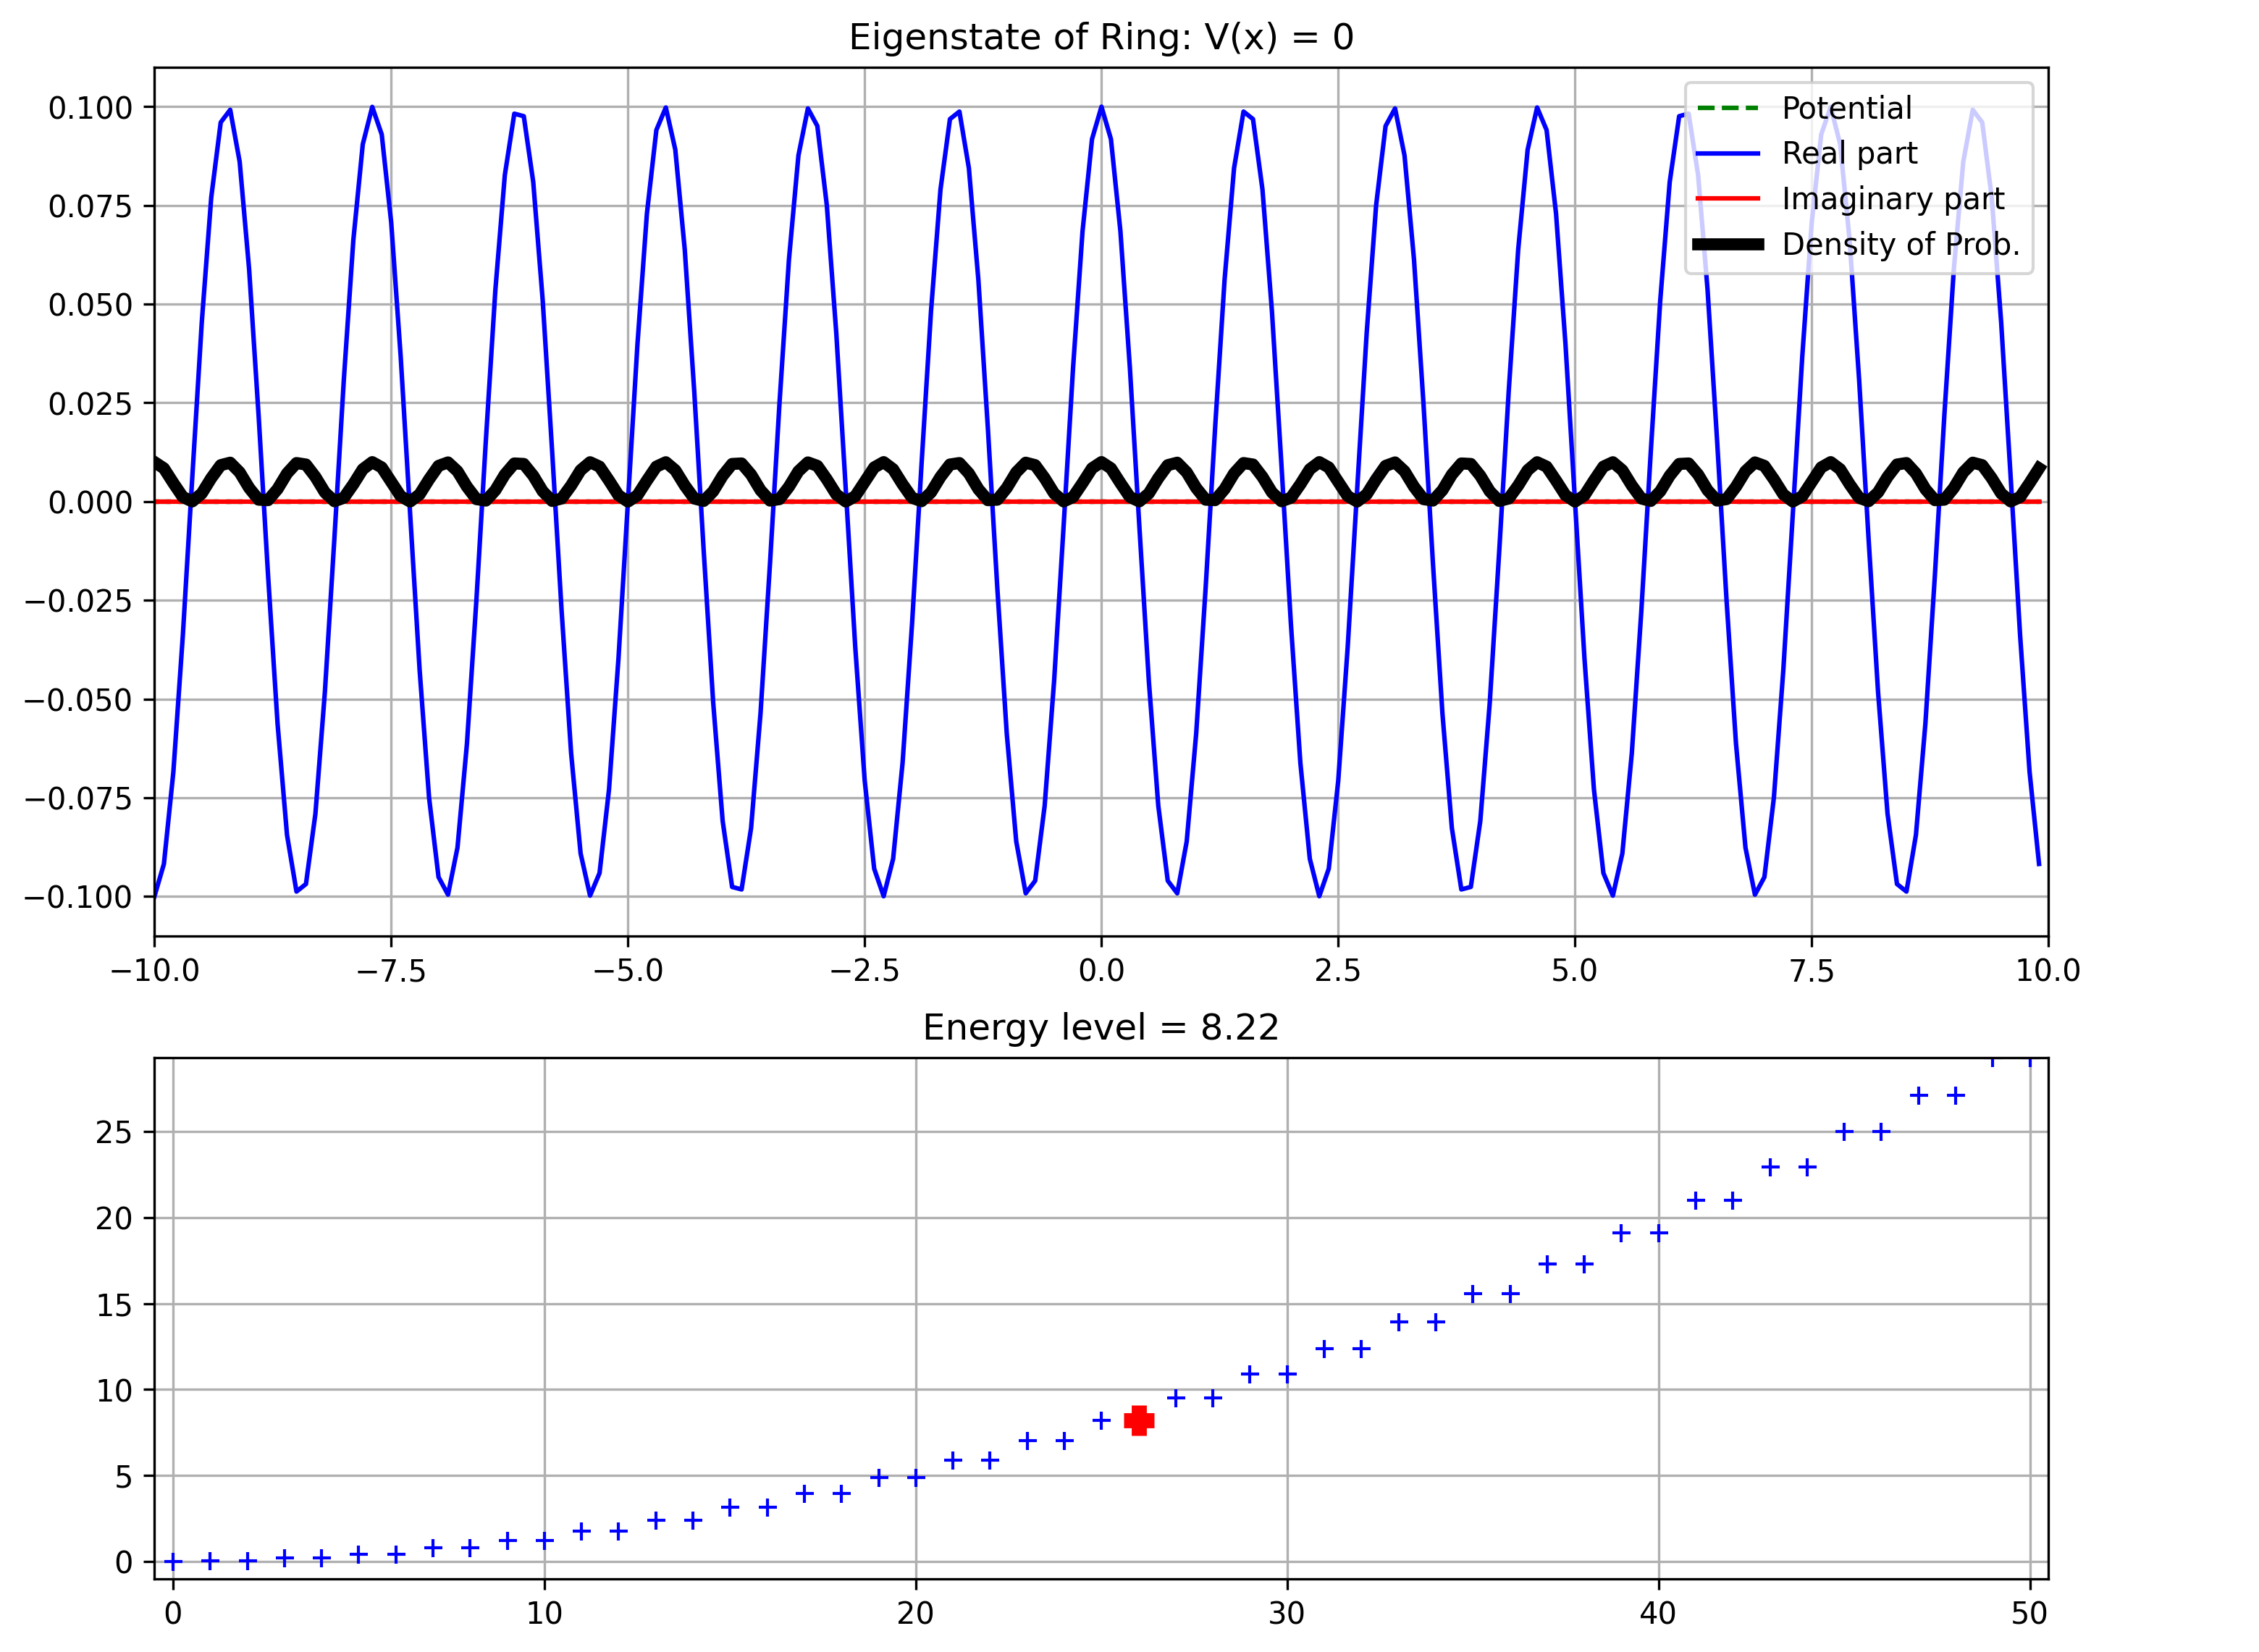 Eigenstate of Ring: V(x) = 0
0.100
0.075
0.050
0.025
0.000
−0.025
−0.050
−0.075
−0.100
Potential
Real part
Imaginary part
Density of Prob.
−10.0 −7.5 −5.0 −2.5 0.0 2.5 5.0 7.5 10.0
Energy level = 8.22
25
20
15
10
5
0
0 10 20 30 40 50